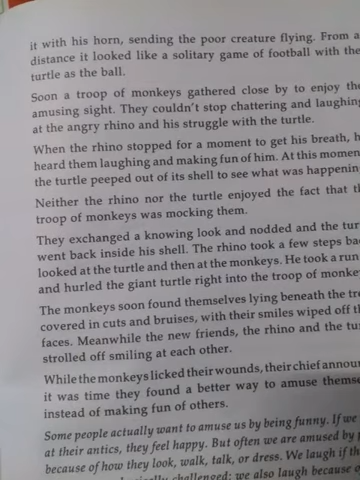 it with his horn, sending the poor creature flying. From a
distance it looked like a solitary game of football with the
turtle as the ball.
Soon a troop of monkeys gathered close by to enjoy the
amusing sight. They couldn't stop chattering and laughing
at the angry rhino and his struggle with the turtle.
When the rhino stopped for a moment to get his breath, h
heard them laughing and making fun of him. At this momen
the turtle peeped out of its shell to see what was happenin
Neither the rhino nor the turtle enjoyed the fact that th
troop of monkeys was mocking them.
They exchanged a knowing look and nodded and the tur
went back inside his shell. The rhino took a few steps ba
looked at the turtle and then at the monkeys. He took a run
and hurled the giant turtle right into the troop of monke
The monkeys soon found themselves lying beneath the tre
covered in cuts and bruises, with their smiles wiped off th
faces. Meanwhile the new friends, the rhino and the tu
strolled off smiling at each other.
While the monkeys licked their wounds, their chief annou
it was time they found a better way to amuse themse
instead of making fun of others.
Some people actually want to amuse us by being funny. If we
at their antics, they feel happy. But often we are amused by
because of how they look, walk, talk, or dress. We laugh if th
challenged; we also laugh because o